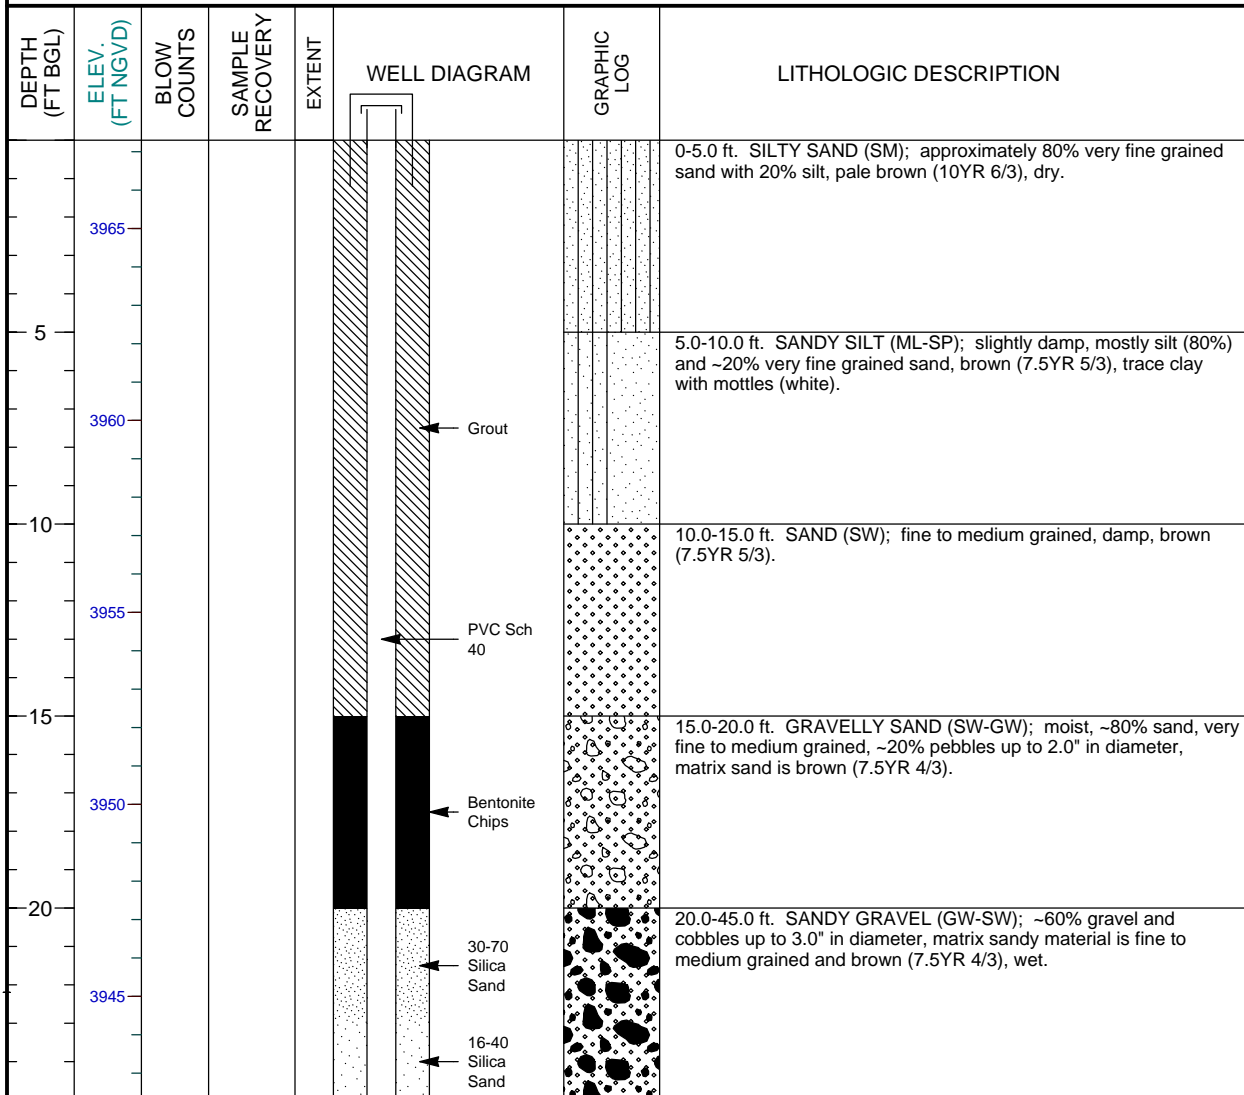 DEPTH
(FT BGL)
ELEV.
(FT NGVD)
BLOW
COUNTS
SAMPLE
RECOVERY
EXTENT
WELL DIAGRAM
GRAPHIC
LOG
LITHOLOGIC DESCRIPTION
0-5.0 ft. SILTY SAND (SM); approximately 80% very fine grained
sand with 20% silt, pale brown (10YR 6/3), dry.
3965
5
5.0-10.0 ft. SANDY SILT (ML-SP); slightly damp, mostly silt (80%)
and ~20% very fine grained sand, brown (7.5YR 5/3), trace clay
with mottles (white).
3960
Grout
10
10.0-15.0 ft. SAND (SW); fine to medium grained, damp, brown
(7.5YR 5/3).
3955
PVC Sch
40
15
15.0-20.0 ft. GRAVELLY SAND (SW-GW); moist, ~80% sand, very
fine to medium grained, ~20% pebbles up to 2.0" in diameter,
matrix sand is brown (7.5YR 4/3).
3950
Bentonite
Chips
20
20.0-45.0 ft. SANDY GRAVEL (GW-SW); ~60% gravel and
cobbles up to 3.0" in diameter, matrix sandy material is fine to
medium grained and brown (7.5YR 4/3), wet.
30-70
Silica
Sand
3945
16-40
Silica
Sand